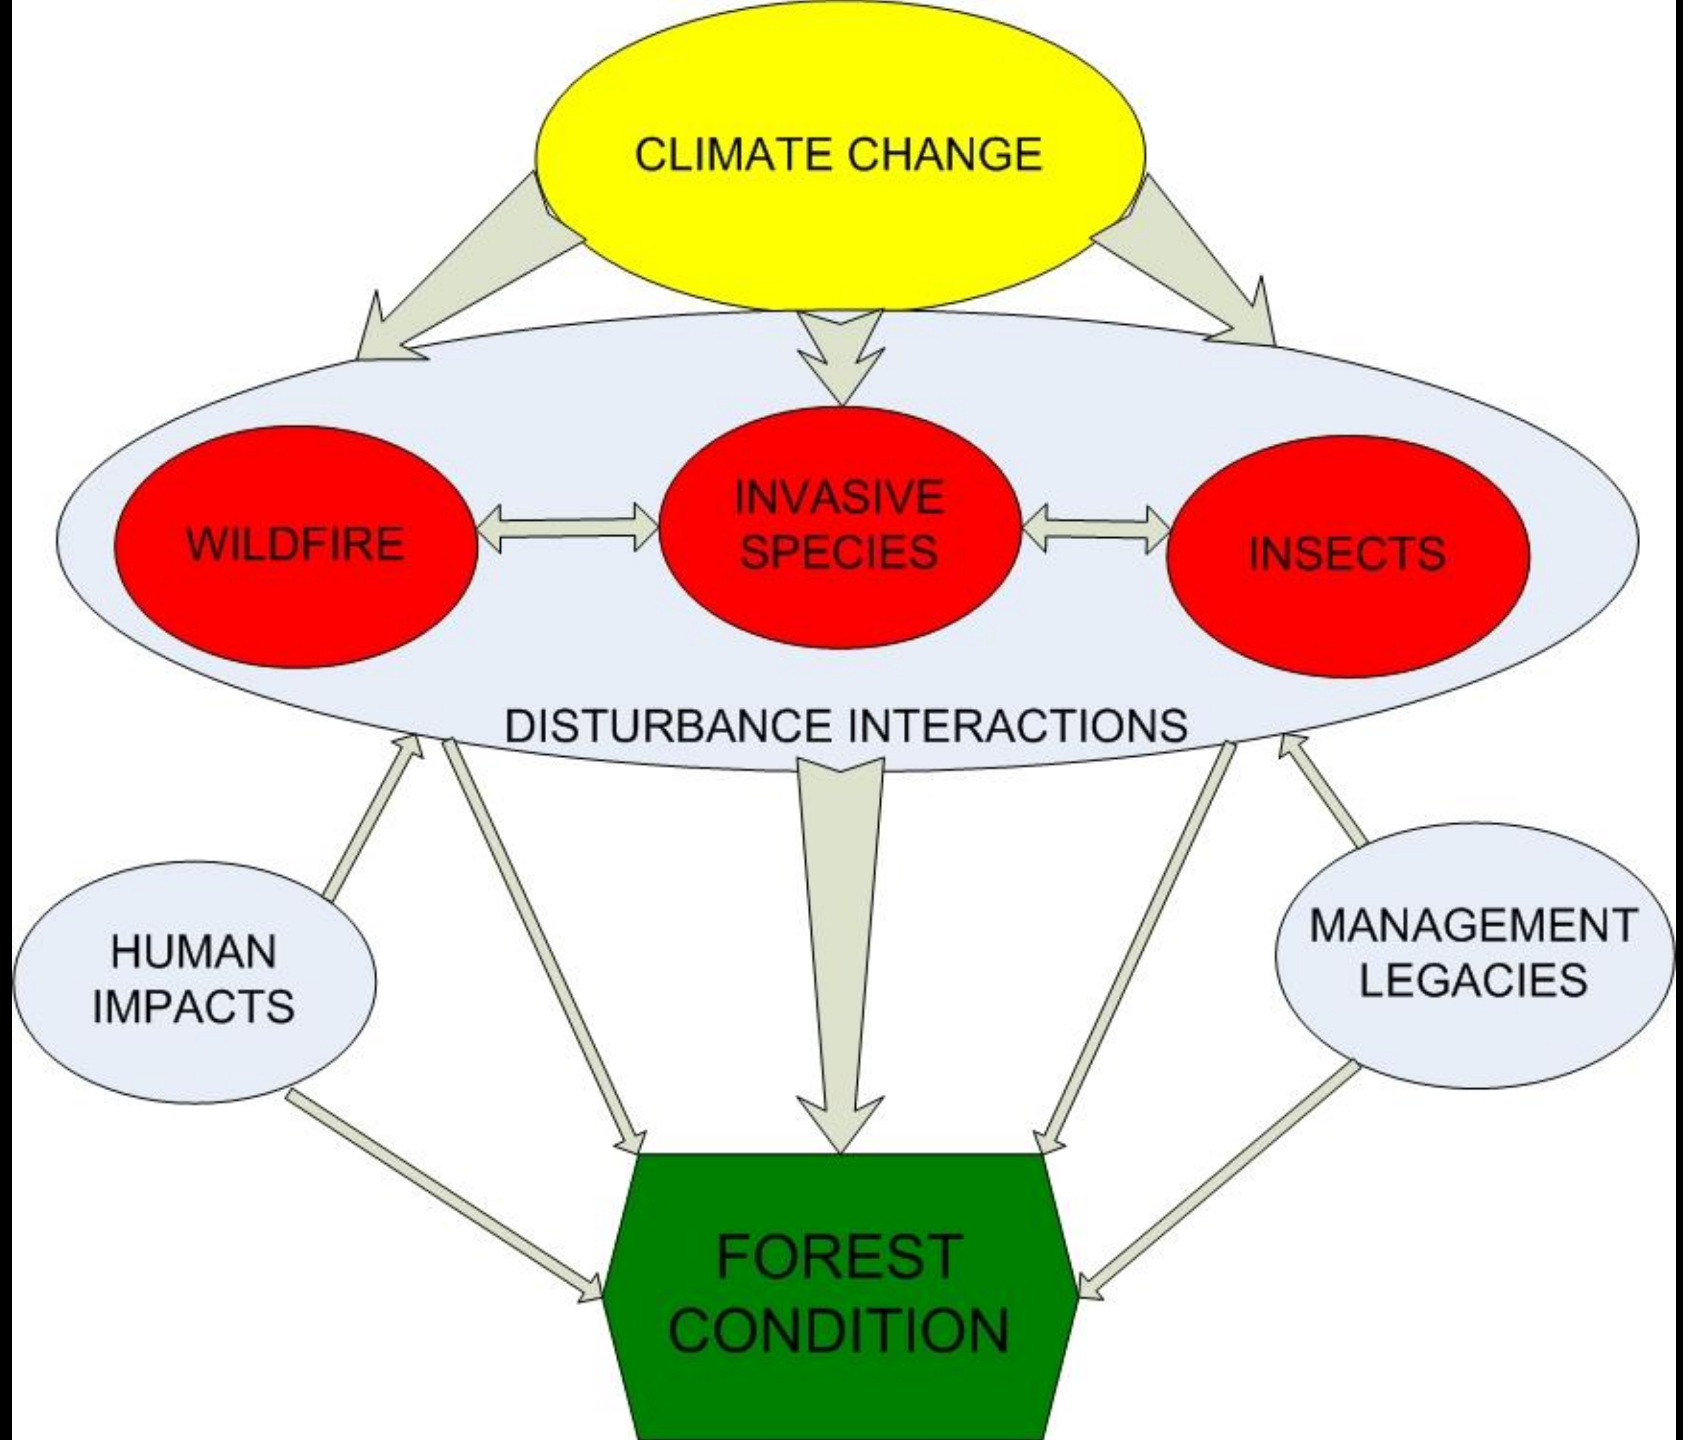 CLIMATE CHANGE
WILDFIRE
INVASIVE
SPECIES
INSECTS
DISTURBANCE INTERACTIONS
HUMAN
IMPACTS
MANAGEMENT
LEGACIES
FOREST
CONDITION